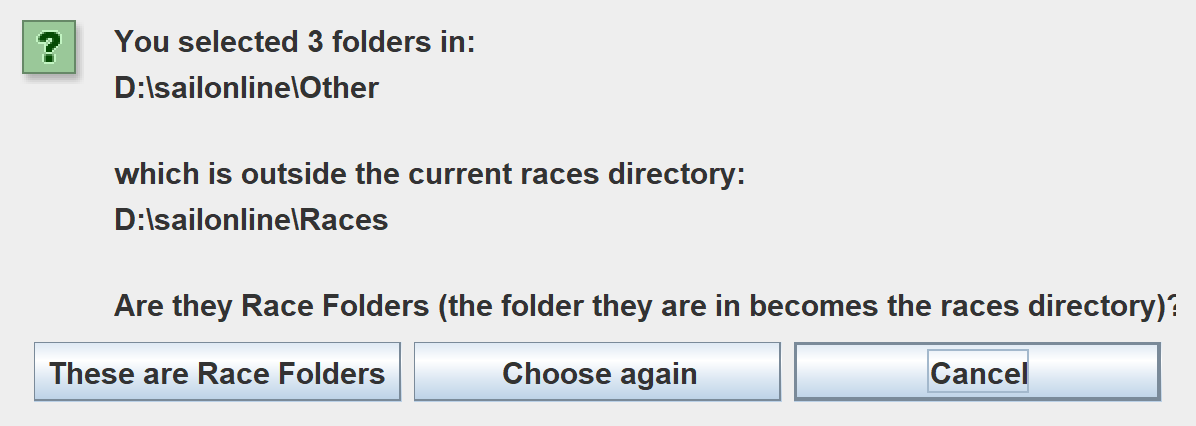 ?
You selected 3 folders in:
D:\sailonline\Other
which is outside the current races directory:
D:\sailonline\Races
Are they Race Folders (the folder they are in becomes the races directory)?
These are Race Folders
Choose again
Cancel